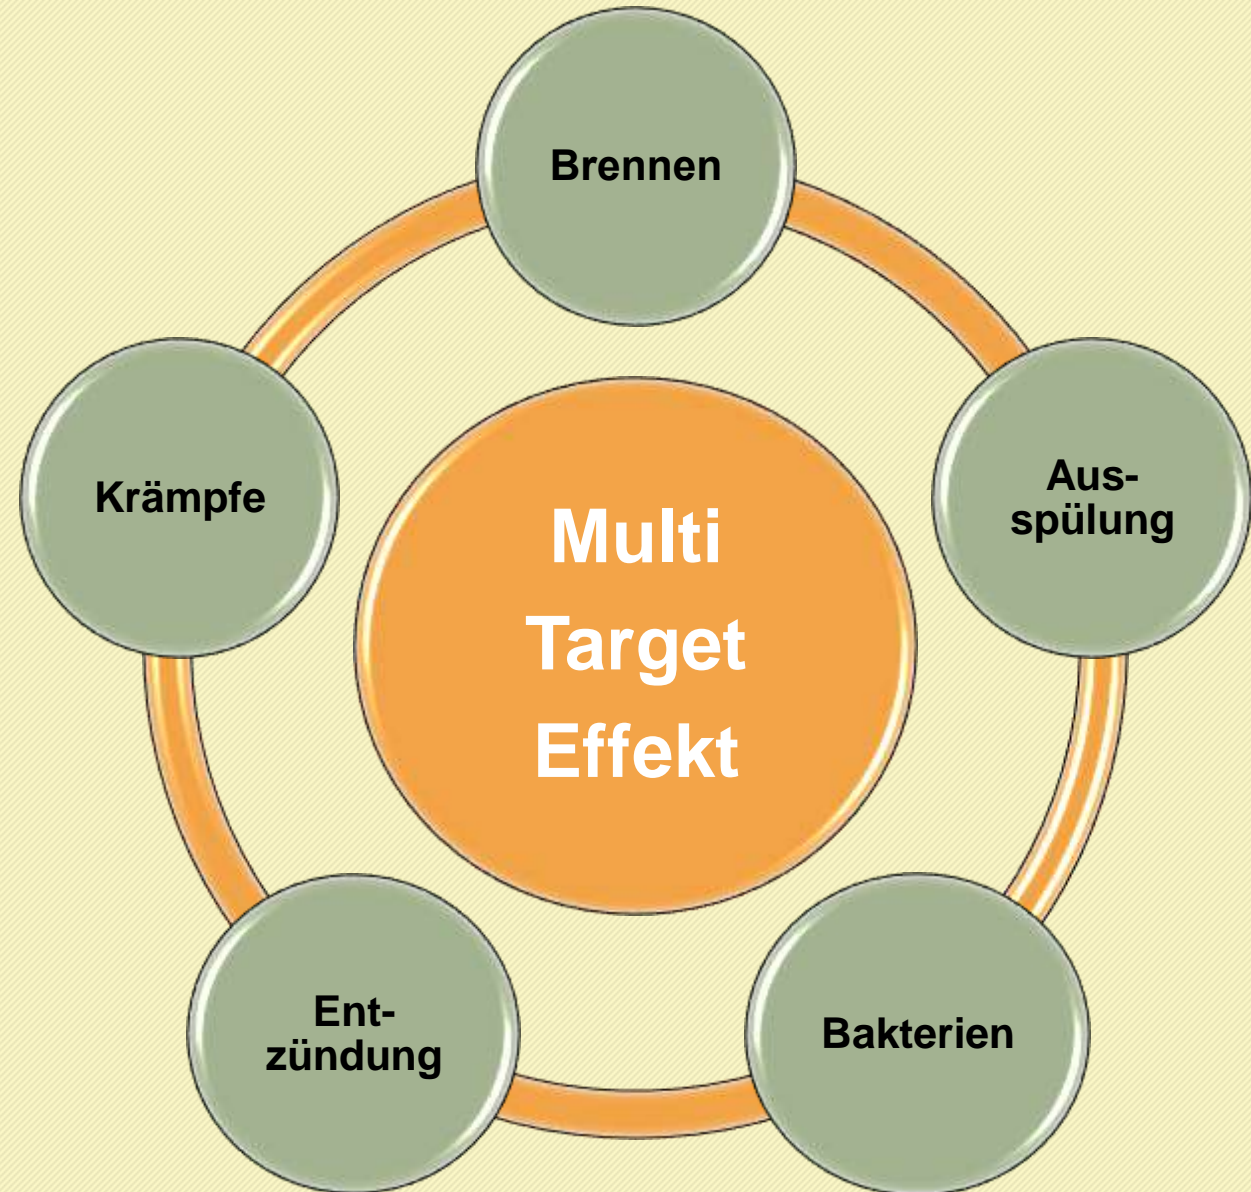 Brennen
Aus-
spülung
Bakterien
Ent-
zündung
Krämpfe
Multi
Target
Effekt